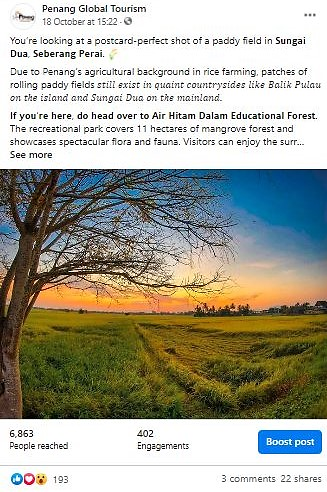 Penang Global Tourism
18 October at 15:22 ·
You're looking at a postcard-perfect shot of a paddy field in Sungai
Dua, Seberang Perai. 🌾
Due to Penang's agricultural background in rice farming, patches of
rolling paddy fields still exist in quaint countrysides like Balik Pulau
on the island and Sungai Dua on the mainland.
If you're here, do head over to Air Hitam Dalam Educational Forest.
The recreational park covers 11 hectares of mangrove forest and
showcases spectacular flora and fauna. Visitors can enjoy the surr...
See more
6,863
People reached
402
Engagements
Boost post
193
3 comments 22 shares